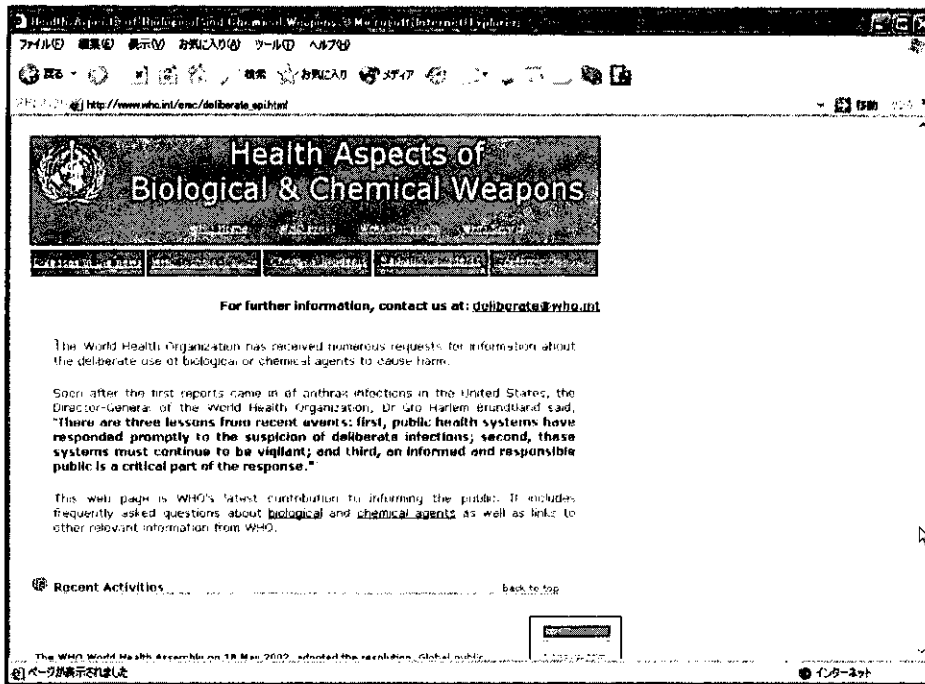 Health Aspects of Biological and Chemical Weapons - Microsoft Internet Explorer
ファイル(F) 編集(E) 表示(V) お気に入り(A) ツール(T) ヘルプ(H)
戻る 検索 お気に入り メディア
http://www.who.int/emc/deliberate_epi.html 移動
Health Aspects of
Biological & Chemical Weapons
WHO Home
For further information, contact us at: deliberate@who.int
The World Health Organization has received numerous requests for information about
the deliberate use of biological or chemical agents to cause harm.
Soon after the first reports came in of anthrax infections in the United States, the
Director-General of the World Health Organization, Dr Gro Harlem Brundtland said,
"There are three lessons from recent events: first, public health systems have
responded promptly to the suspicion of deliberate infections; second, these
systems must continue to be vigilant; and third, an informed and responsible
public is a critical part of the response."
This web page is WHO's latest contribution to informing the public. It includes
frequently asked questions about biological and chemical agents as well as links to
other relevant information from WHO.
Recent Activities back to top
The WHO World Health Assembly on 18 May 2002, adopted the resolution, Global public
ページが表示されました インターネット